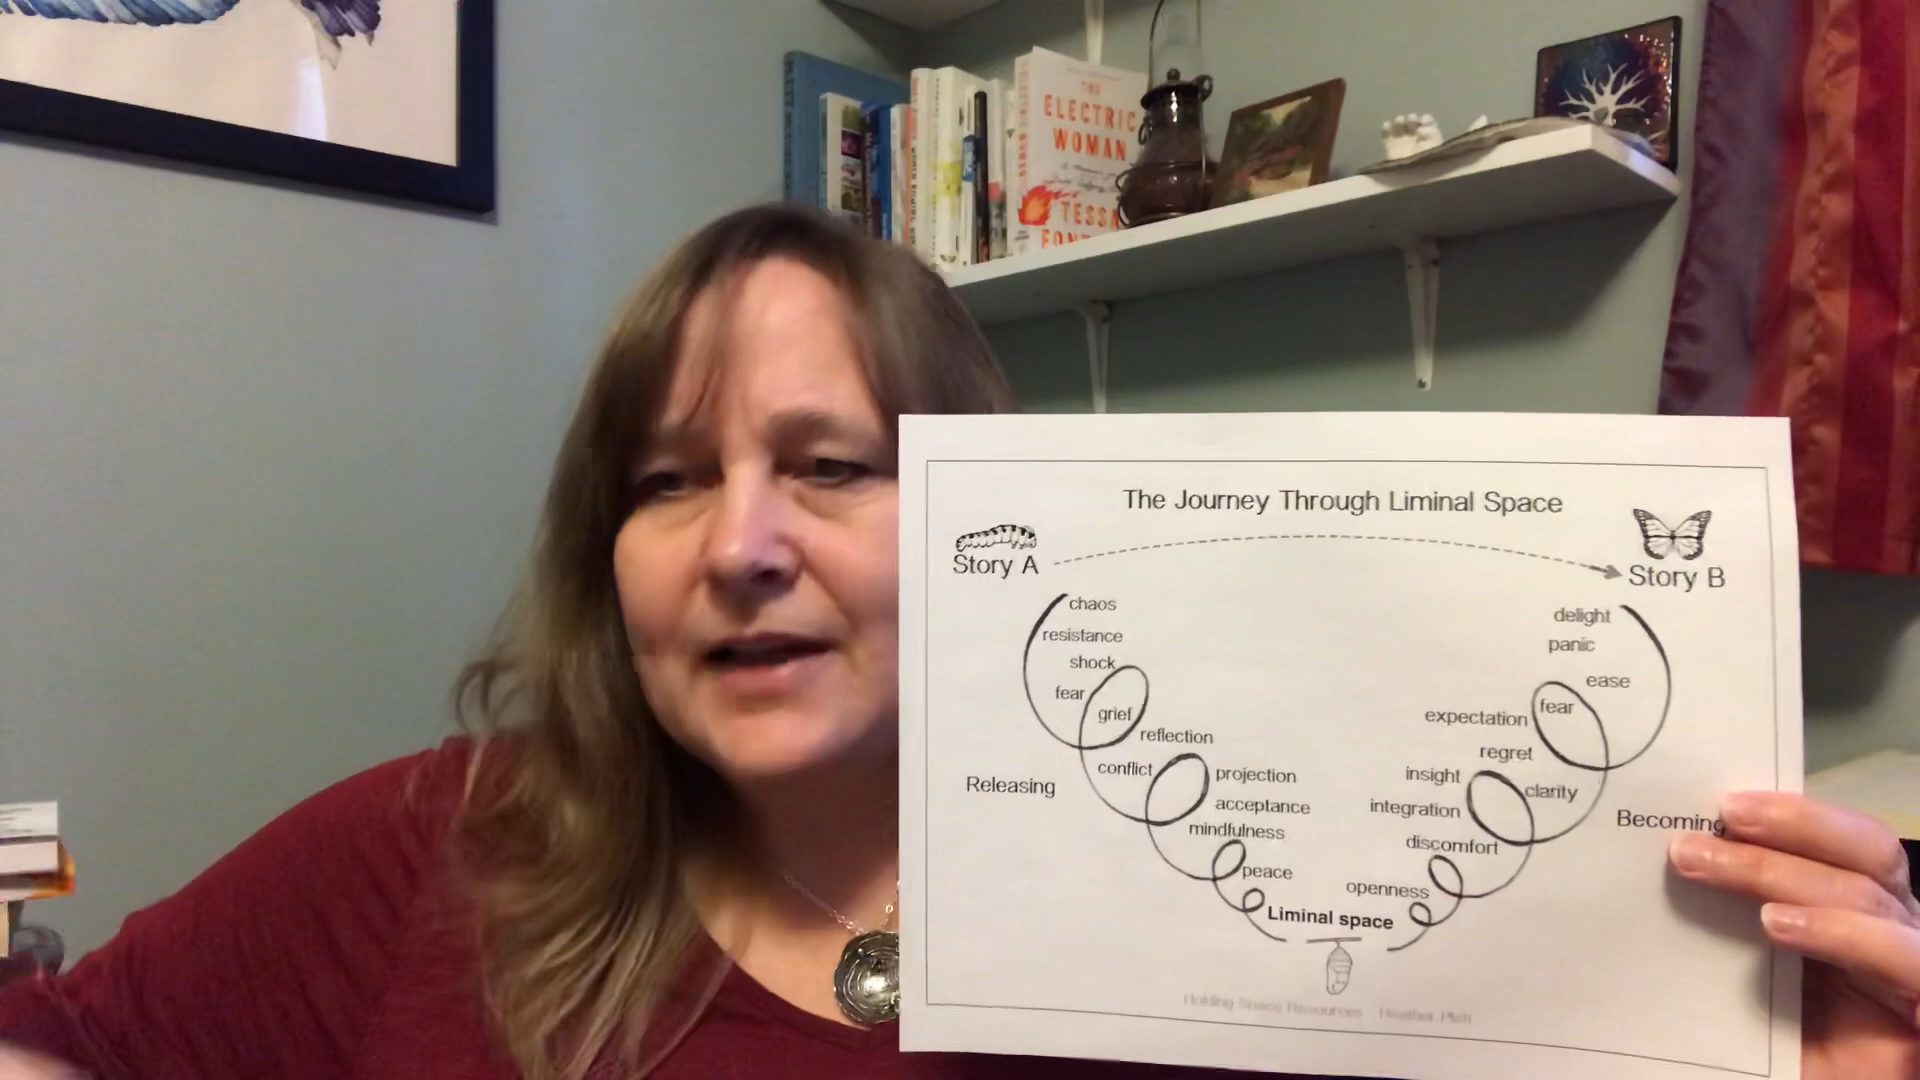 THE
ELECTRIC
WOMAN
TESSA
The Journey Through Liminal Space
Story A
Story B
chaos
resistance
shock
fear
grief
reflection
conflict
projection
acceptance
mindfulness
peace
Releasing
Liminal space
delight
panic
ease
fear
expectation
regret
insight
clarity
integration
discomfort
openness
Becoming
Holding Space Resources Heather Plett